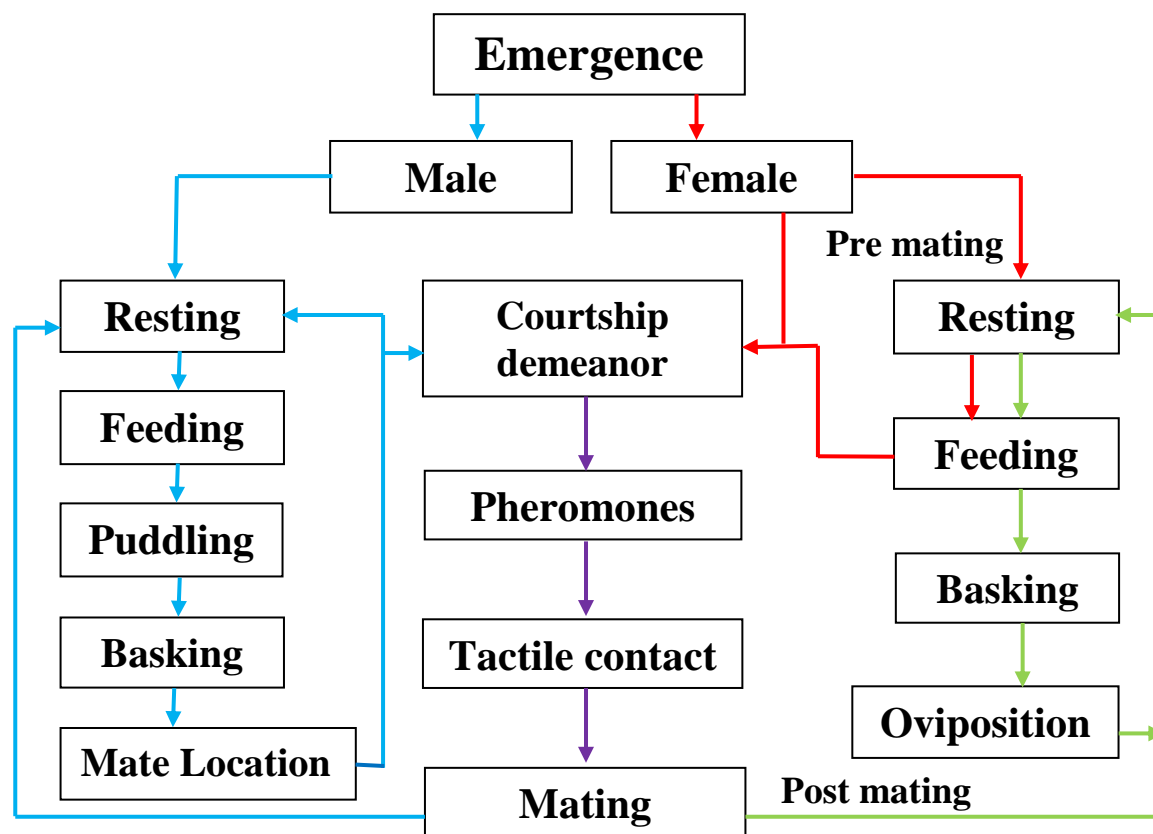 Emergence
Male
Female
Pre mating
Resting
Courtship
demeanor
Resting
Feeding
Feeding
Pheromones
Puddling
Basking
Basking
Tactile contact
Oviposition
Mate Location
Mating
Post mating